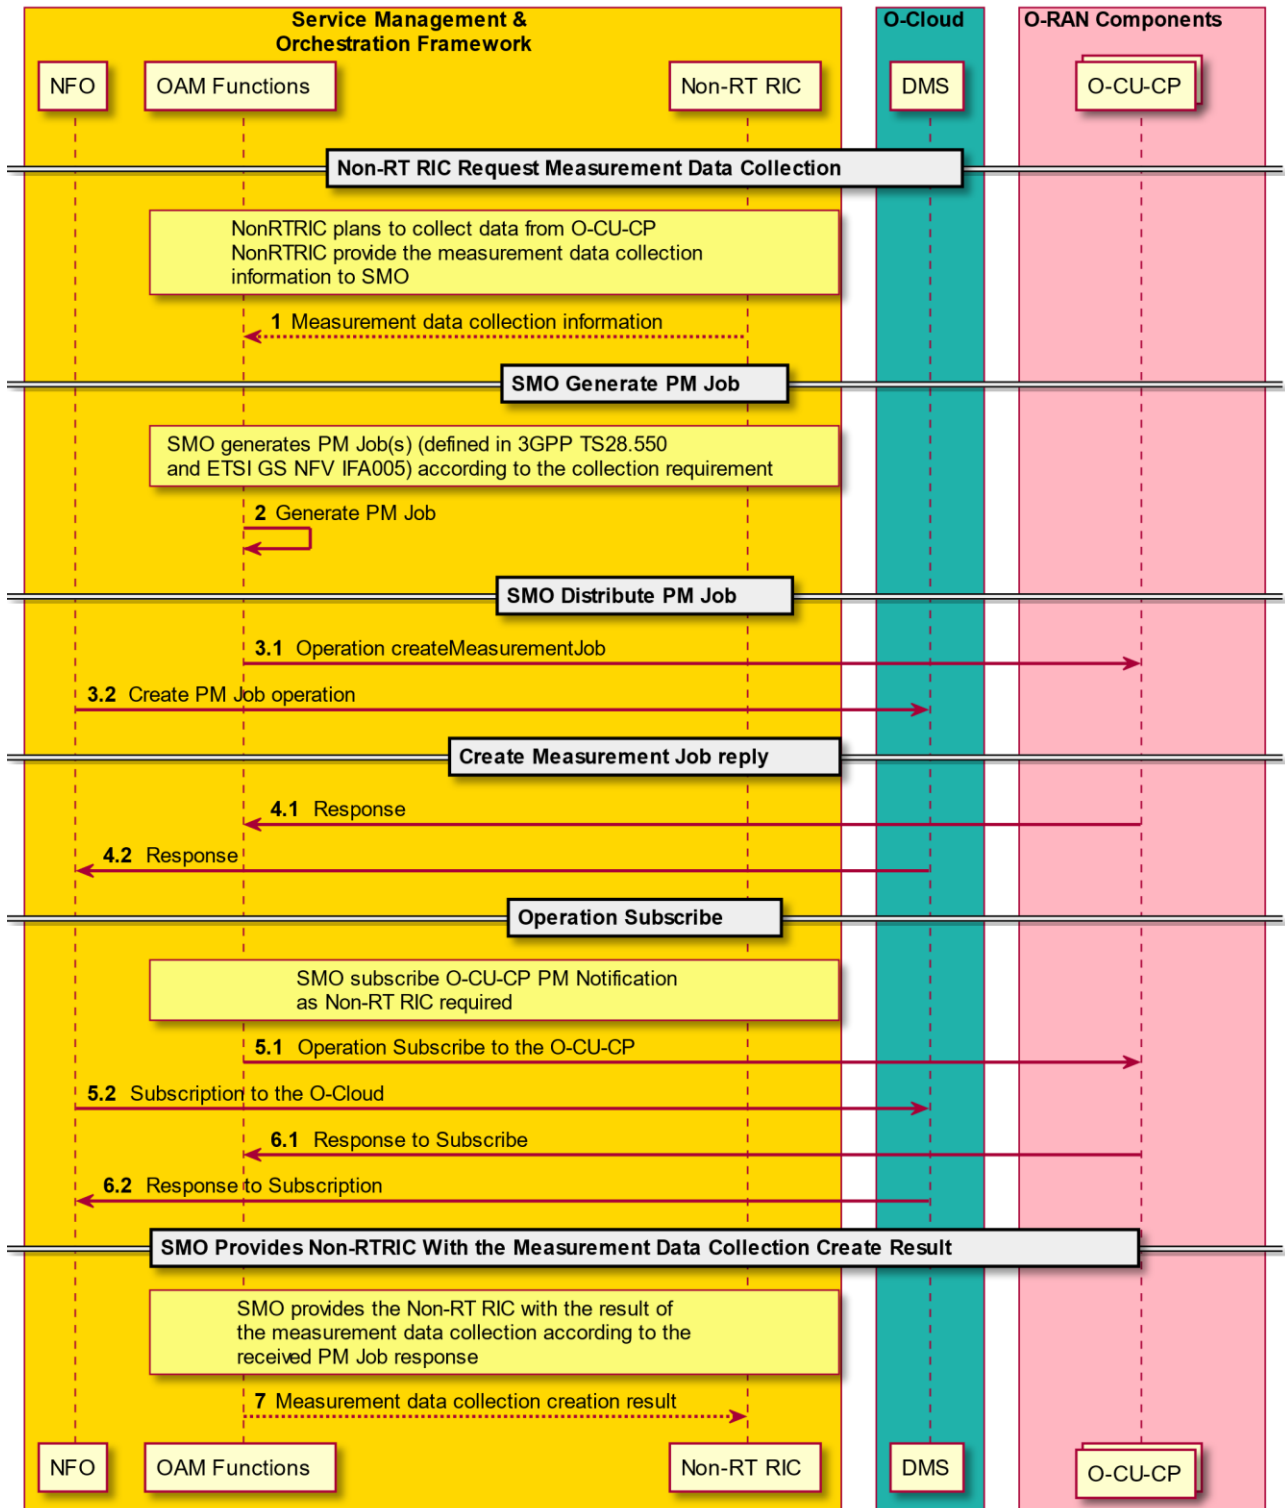 Service Management &
Orchestration Framework
O-Cloud
O-RAN Components
NFO
OAM Functions
Non-RT RIC
DMS
O-CU-CP
Non-RT RIC Request Measurement Data Collection
NonRTRIC plans to collect data from O-CU-CP
NonRTRIC provide the measurement data collection
information to SMO
1 Measurement data collection information
SMO Generate PM Job
SMO generates PM Job(s) (defined in 3GPP TS28.550
and ETSI GS NFV IFA005) according to the collection requirement
2 Generate PM Job
SMO Distribute PM Job
3.1 Operation createMeasurementJob
3.2 Create PM Job operation
Create Measurement Job reply
4.1 Response
4.2 Response
Operation Subscribe
SMO subscribe O-CU-CP PM Notification
as Non-RT RIC required
5.1 Operation Subscribe to the O-CU-CP
5.2 Subscription to the O-Cloud
6.1 Response to Subscribe
6.2 Response to Subscription
SMO Provides Non-RTRIC With the Measurement Data Collection Create Result
SMO provides the Non-RT RIC with the result of
the measurement data collection according to the
received PM Job response
7 Measurement data collection creation result
NFO
OAM Functions
Non-RT RIC
DMS
O-CU-CP